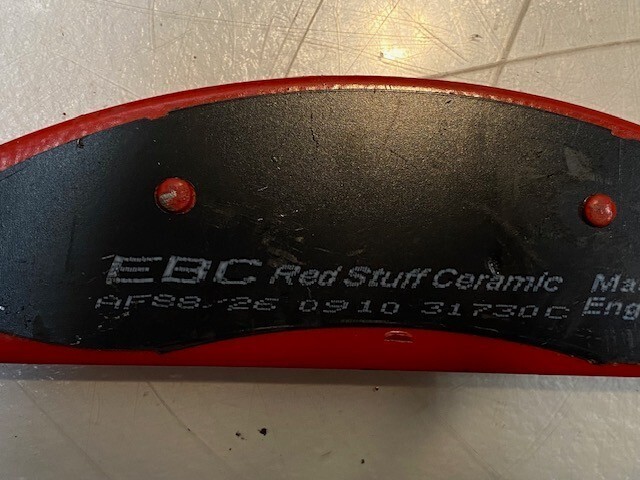 EBC Red Stuff Ceramic Ma
AF88/26 0910 31730C Eng